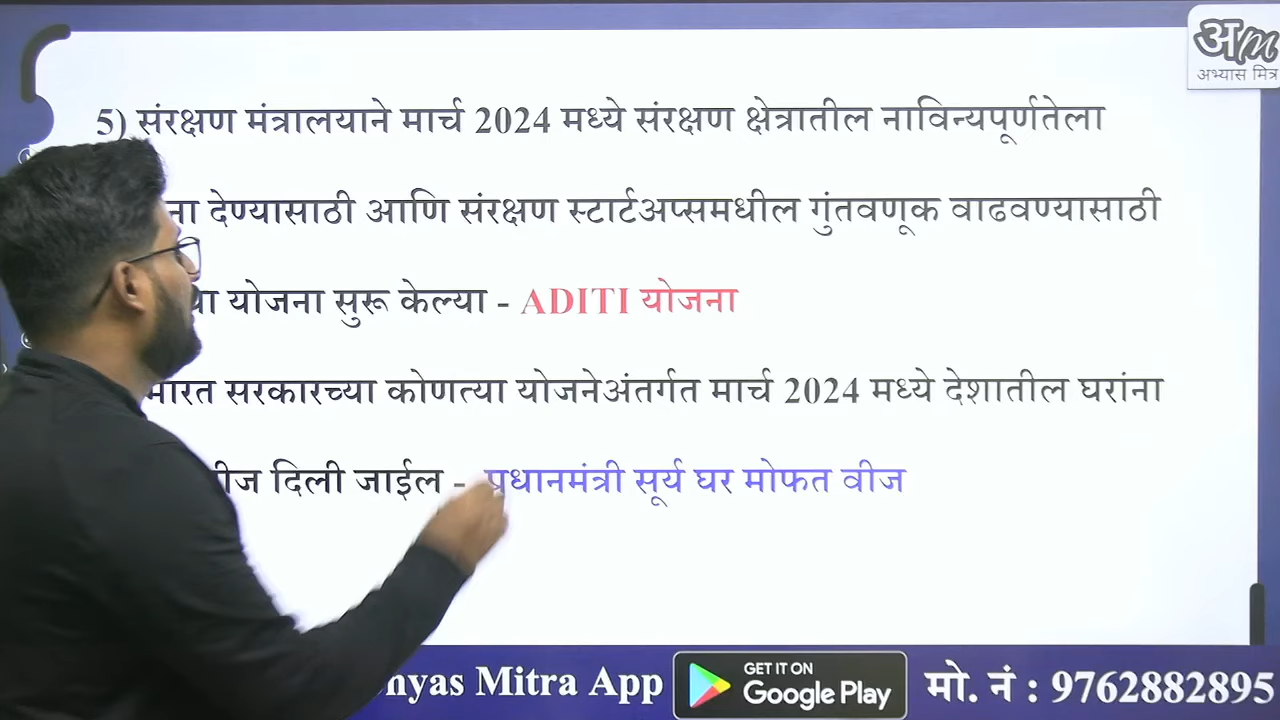 अm
अभ्यास मित्र
5) संरक्षण मंत्रालयाने मार्च 2024 मध्ये संरक्षण क्षेत्रातील नाविन्यपूर्णतेला
देण्यासाठी आणि संरक्षण स्टार्टअप्समधील गुंतवणूक वाढवण्यासाठी
योजना सुरू केल्या - ADITI योजना
भारत सरकारच्या कोणत्या योजनेअंतर्गत मार्च 2024 मध्ये देशातील घरांना
वीज दिली जाईल - प्रधानमंत्री सूर्य घर मोफत वीज
Mitra App
GET IT ON
Google Play
मो. नं : 9762882895